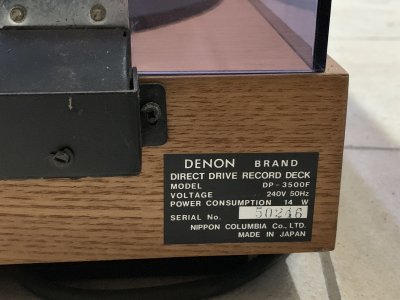 DENON BRAND
DIRECT DRIVE RECORD DECK
MODEL DP-3500F
VOLTAGE 240V 50Hz
POWER CONSUMPTION 14 W
SERIAL No. 50246
NIPPON COLUMBIA Co., LTD.
MADE IN JAPAN